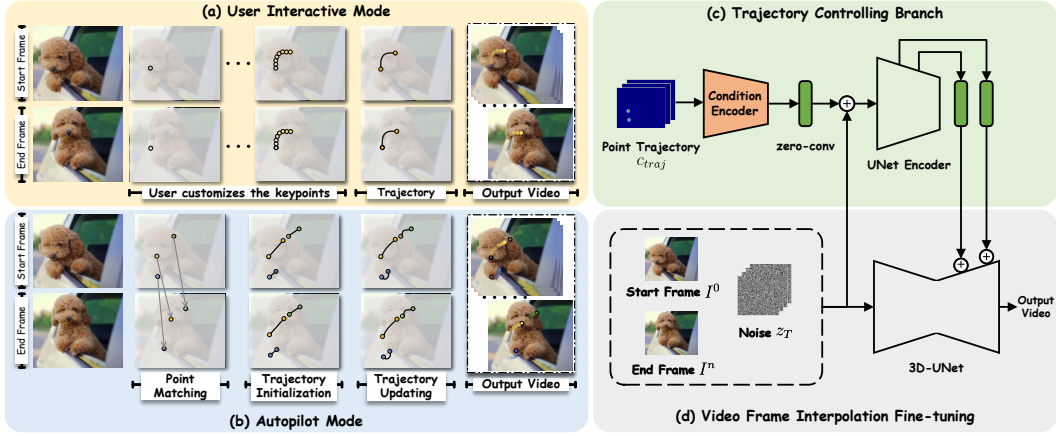 (a) User Interactive Mode
Start Frame
End Frame
User customizes the keypoints
Trajectory
Output Video
Start Frame
End Frame
Point
Matching
Trajectory
Initialization
Trajectory
Updating
Output Video
(b) Autopilot Mode
(c) Trajectory Controlling Branch
Point Trajectory
c_{traj}
Condition
Encoder
zero-conv
UNet Encoder
Start Frame I^0
Noise z_T
End Frame I^n
3D-UNet
Output
Video
(d) Video Frame Interpolation Fine-tuning